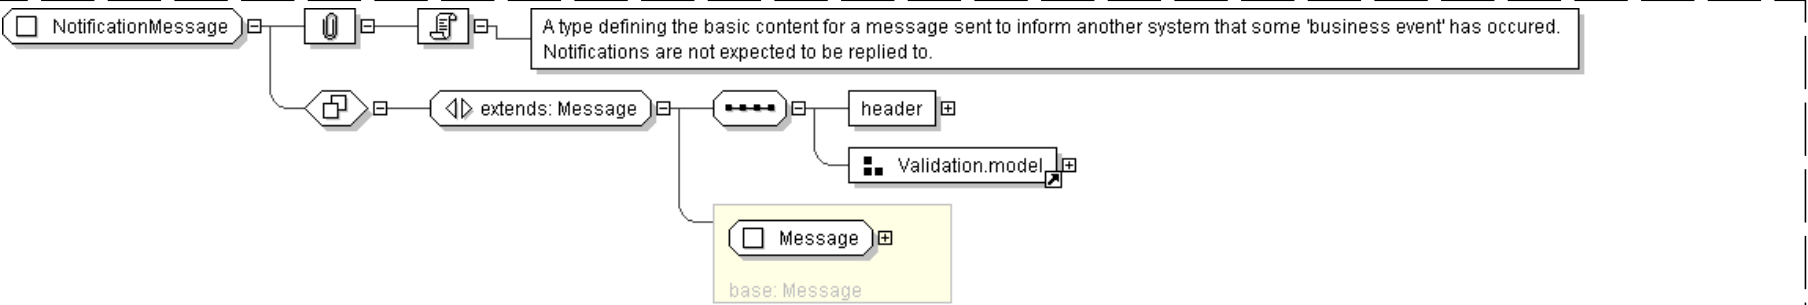 NotificationMessage
A type defining the basic content for a message sent to inform another system that some 'business event' has occured.
Notifications are not expected to be replied to.
extends: Message
header
Validation.model
Message
base: Message